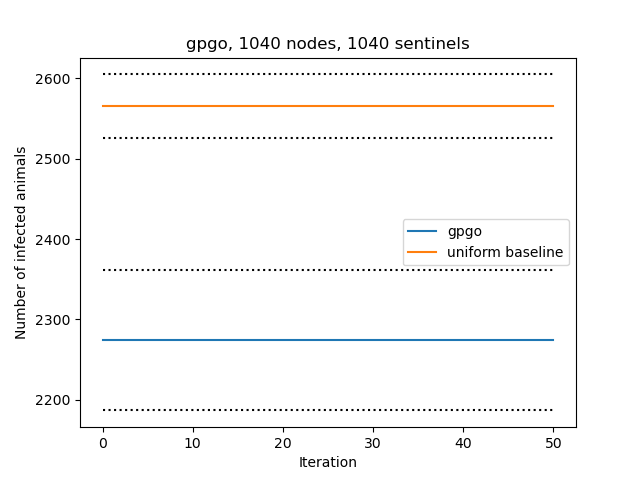 gpgo, 1040 nodes, 1040 sentinels
2600
2500
2400
2300
2200
Number of infected animals
gpgo
uniform baseline
0 10 20 30 40 50
Iteration